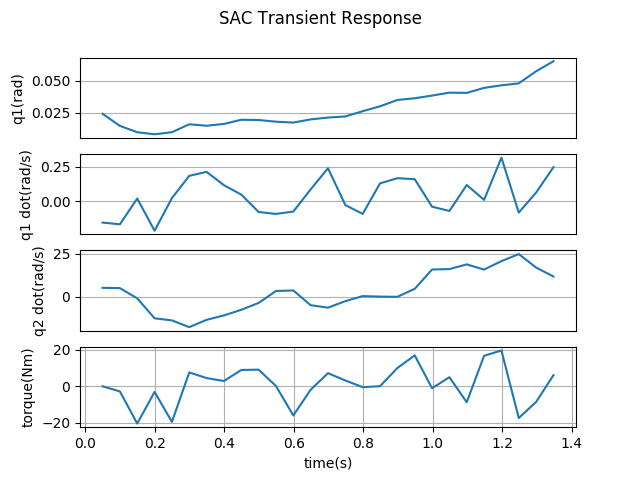 SAC Transient Response
q1(rad)
0.050
0.025
q1 dot(rad/s)
0.25
0.00
q2 dot(rad/s)
25
0
torque(Nm)
20
0
−20
0.0 0.2 0.4 0.6 0.8 1.0 1.2 1.4
time(s)